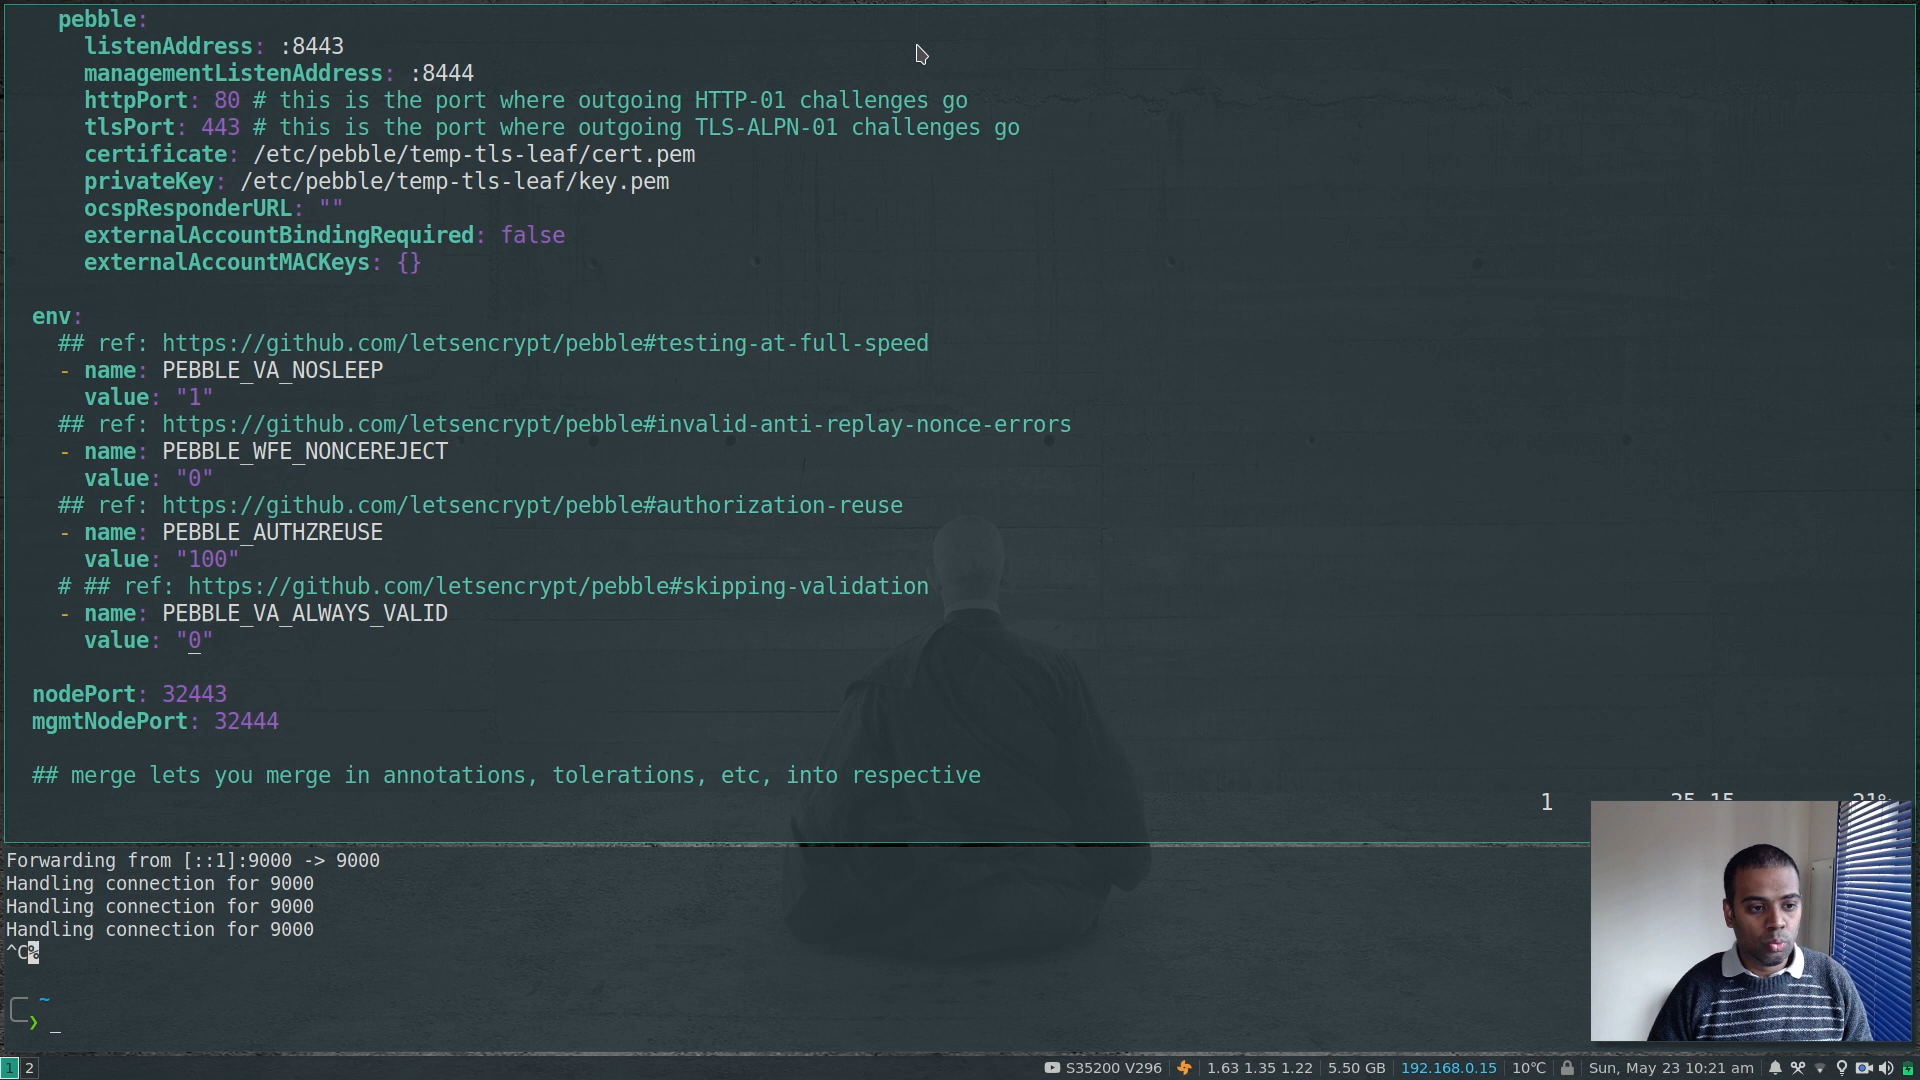 pebble:
listenAddress: :8443
managementListenAddress: :8444
httpPort: 80 # this is the port where outgoing HTTP-01 challenges go
tlsPort: 443 # this is the port where outgoing TLS-ALPN-01 challenges go
certificate: /etc/pebble/temp-tls-leaf/cert.pem
privateKey: /etc/pebble/temp-tls-leaf/key.pem
ocspResponderURL: ""
externalAccountBindingRequired: false
externalAccountMACKeys: {}
env:
## ref: https://github.com/letsencrypt/pebble#testing-at-full-speed
- name: PEBBLE_VA_NOSLEEP
value: "1"
## ref: https://github.com/letsencrypt/pebble#invalid-anti-replay-nonce-errors
- name: PEBBLE_WFE_NONCEREJECT
value: "0"
## ref: https://github.com/letsencrypt/pebble#authorization-reuse
- name: PEBBLE_AUTHZREUSE
value: "100"
# ## ref: https://github.com/letsencrypt/pebble#skipping-validation
- name: PEBBLE_VA_ALWAYS_VALID
value: "0"
nodePort: 32443
mgmtNodePort: 32444
## merge lets you merge in annotations, tolerations, etc, into respective
1
Forwarding from [::1]:9000 -> 9000
Handling connection for 9000
Handling connection for 9000
Handling connection for 9000
^C%
~
❯ _
1 2 S35200 V296 1.63 1.35 1.22 5.50 GB 192.168.0.15 10℃ Sun, May 23 10:21 am